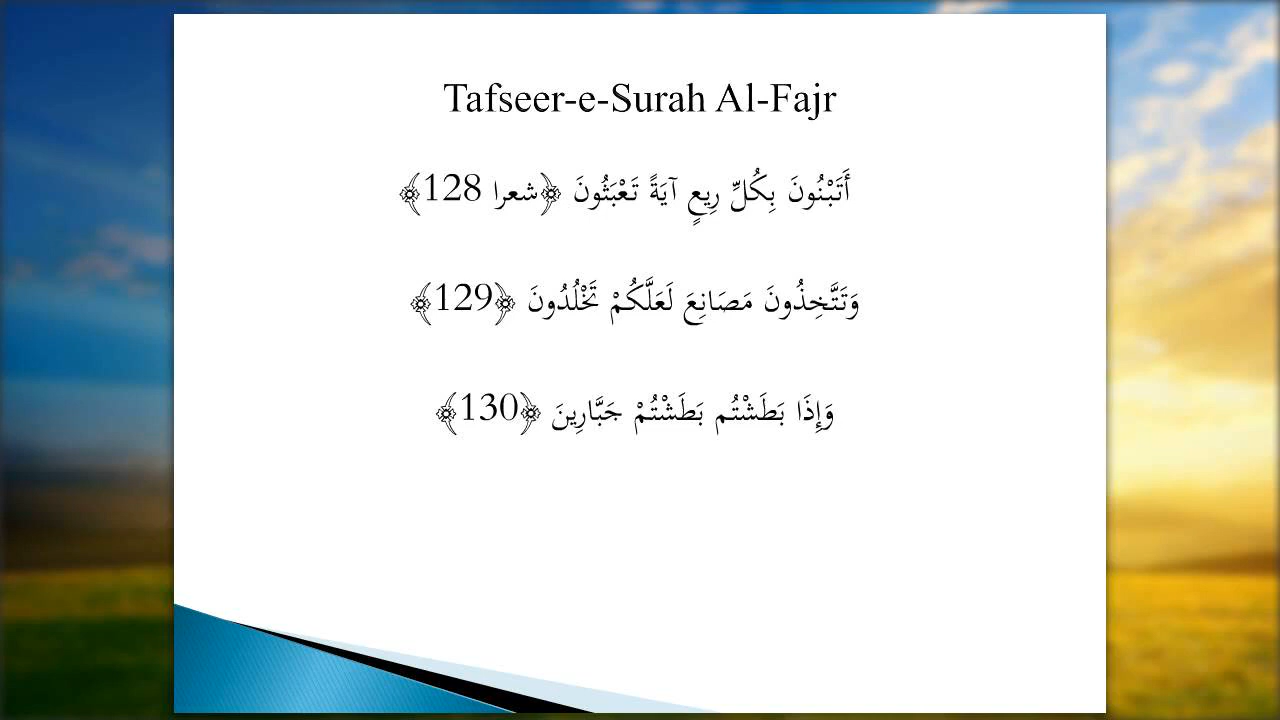 Tafseer-e-Surah Al-Fajr
أَتَبْنُونَ بِكُلِّ رِيعٍ آيَةً تَعْبَثُونَ ﴿شعرا 128﴾
وَتَتَّخِذُونَ مَصَانِعَ لَعَلَّكُمْ تَخْلُدُونَ ﴿129﴾
وَإِذَا بَطَشْتُم بَطَشْتُمْ جَبَّارِينَ ﴿130﴾